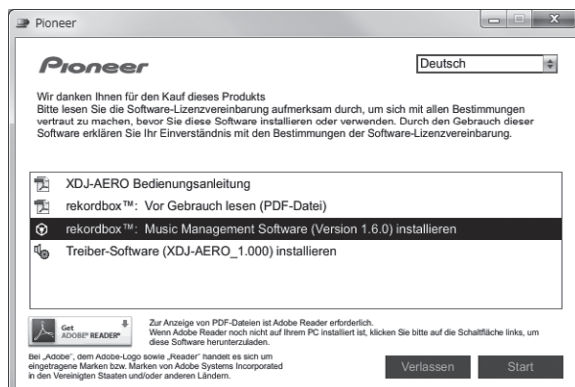 Pioneer
Pioneer
Deutsch
Wir danken Ihnen für den Kauf dieses Produkts
Bitte lesen Sie die Software-Lizenzvereinbarung aufmerksam durch, um sich mit allen Bestimmungen
vertraut zu machen, bevor Sie diese Software installieren oder verwenden. Durch den Gebrauch dieser
Software erklären Sie Ihr Einverständnis mit den Bestimmungen der Software-Lizenzvereinbarung.
XDJ-AERO Bedienungsanleitung
rekordbox™: Vor Gebrauch lesen (PDF-Datei)
rekordbox™: Music Management Software (Version 1.6.0) installieren
Treiber-Software (XDJ-AERO_1.000) installieren
Get
ADOBE® READER®
Zur Anzeige von PDF-Dateien ist Adobe Reader erforderlich.
Wenn Adobe Reader noch nicht auf Ihrem PC installiert ist, klicken Sie bitte auf die Schaltfläche links, um
diese Software herunterzuladen.
Bei „Adobe", dem Adobe-Logo sowie „Reader" handelt es sich um
eingetragene Marken bzw. Marken von Adobe Systems Incorporated
in den Vereinigten Staaten und/oder anderen Ländern.
Verlassen
Start